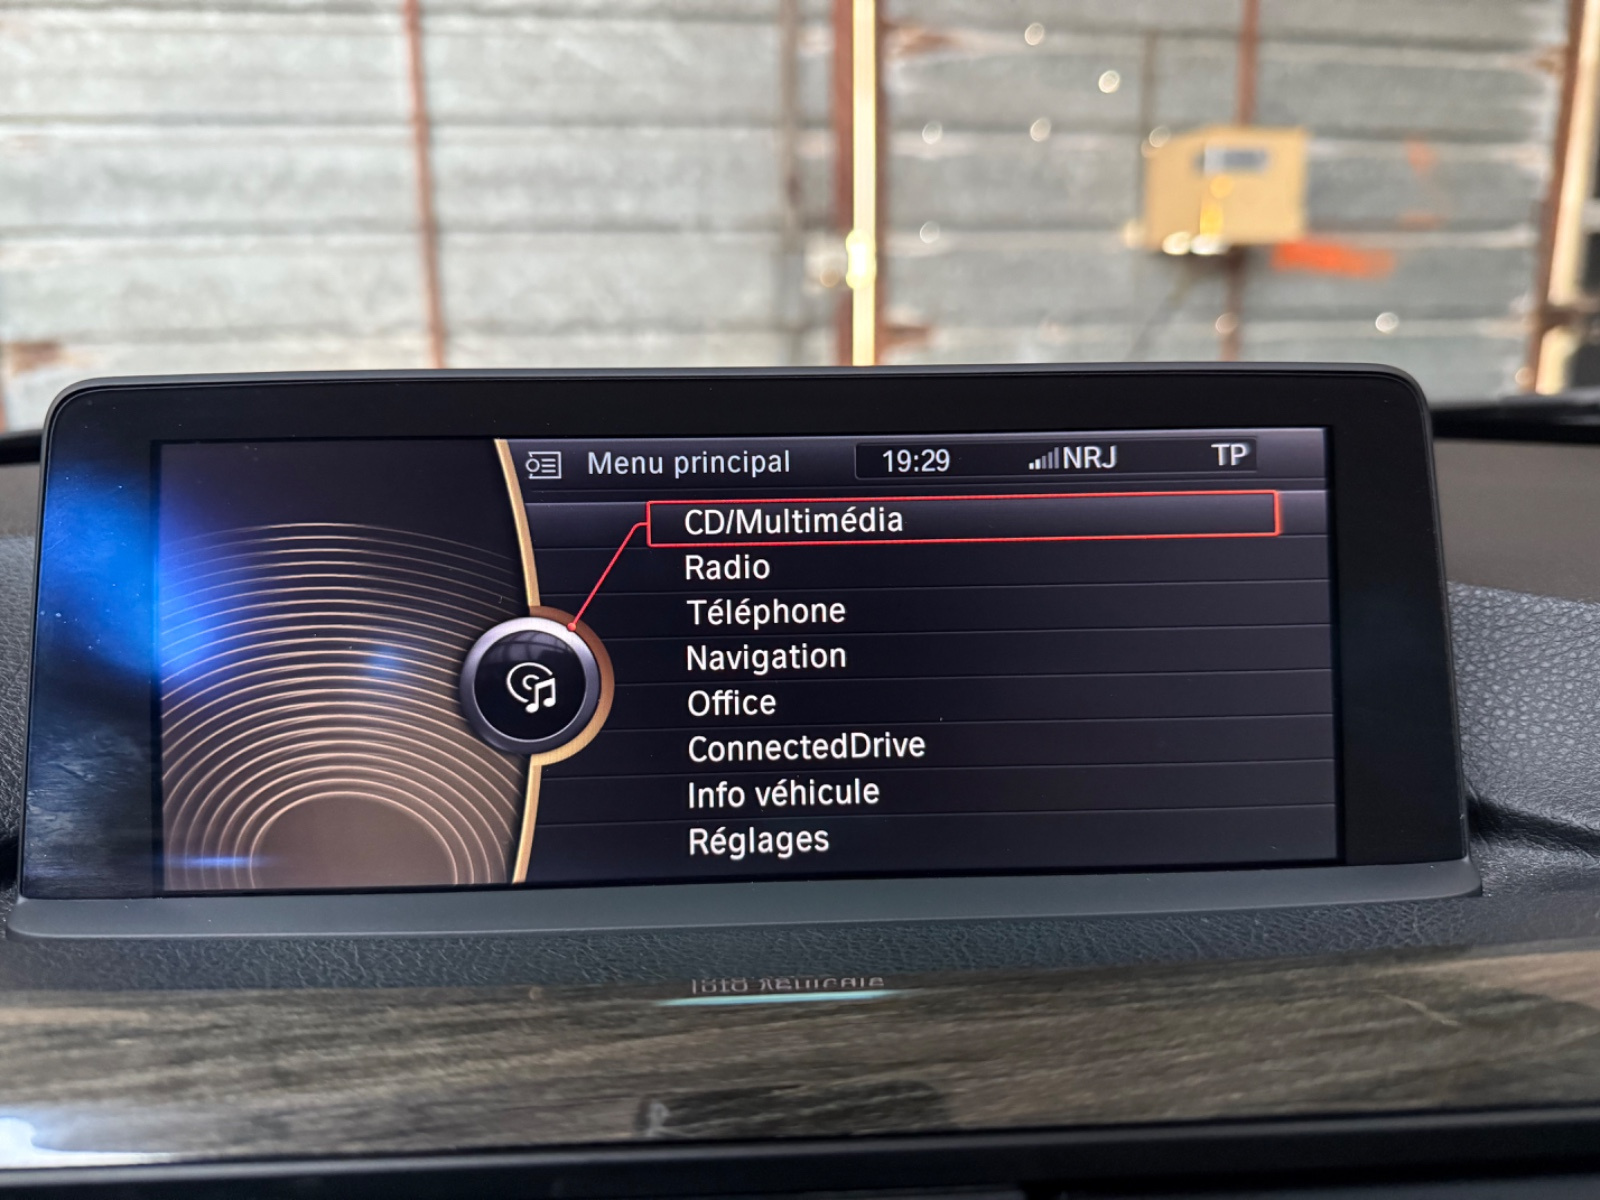 Menu principal 19:29 NRJ TP
CD/Multimédia
Radio
Téléphone
Navigation
Office
ConnectedDrive
Info véhicule
Réglages